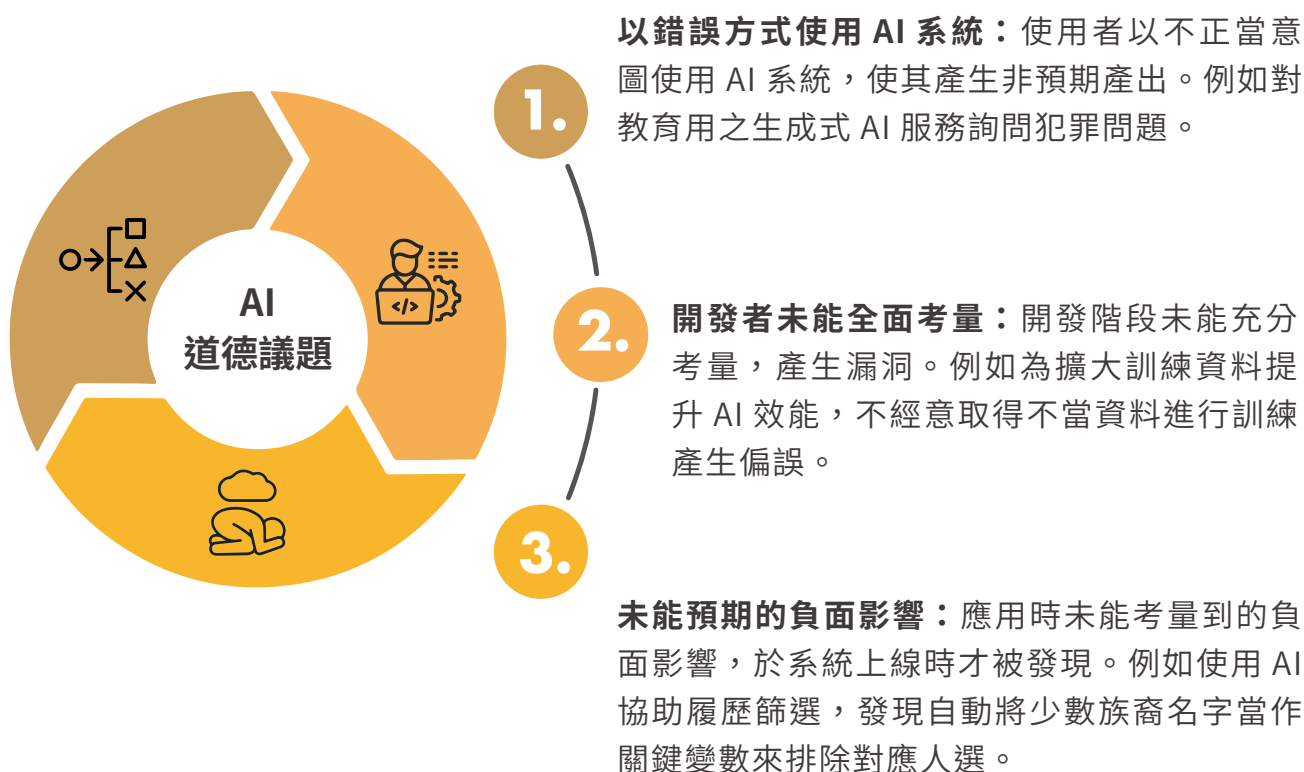 以錯誤方式使用 AI 系統：使用者以不正當意
圖使用 AI 系統，使其產生非預期產出。例如對
教育用之生成式 AI 服務詢問犯罪問題。
1.
AI
道德議題
2.
開發者未能全面考量：開發階段未能充分
考量，產生漏洞。例如為擴大訓練資料提
升 AI 效能，不經意取得不當資料進行訓練
產生偏誤。
3.
未能預期的負面影響：應用時未能考量到的負
面影響，於系統上線時才被發現。例如使用 AI
協助履歷篩選，發現自動將少數族裔名字當作
關鍵變數來排除對應人選。